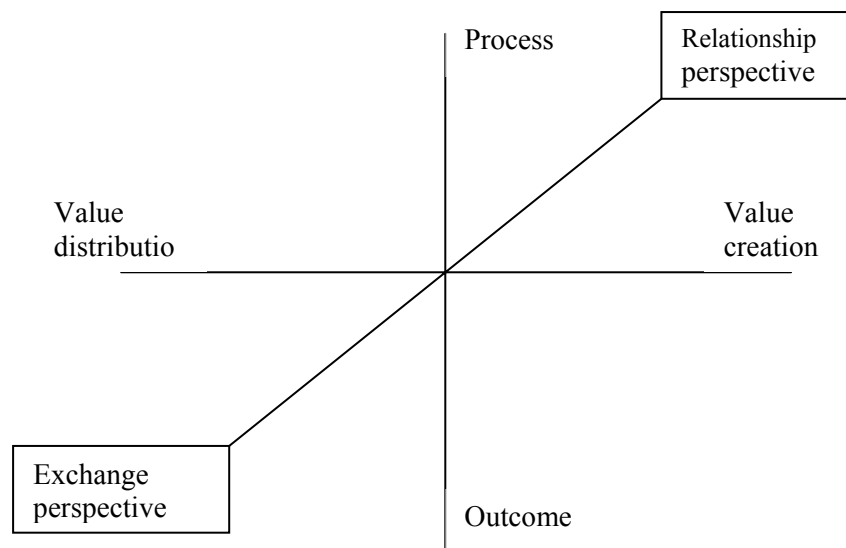 Process
Relationship
perspective
Value
distributio
Value
creation
Exchange
perspective
Outcome